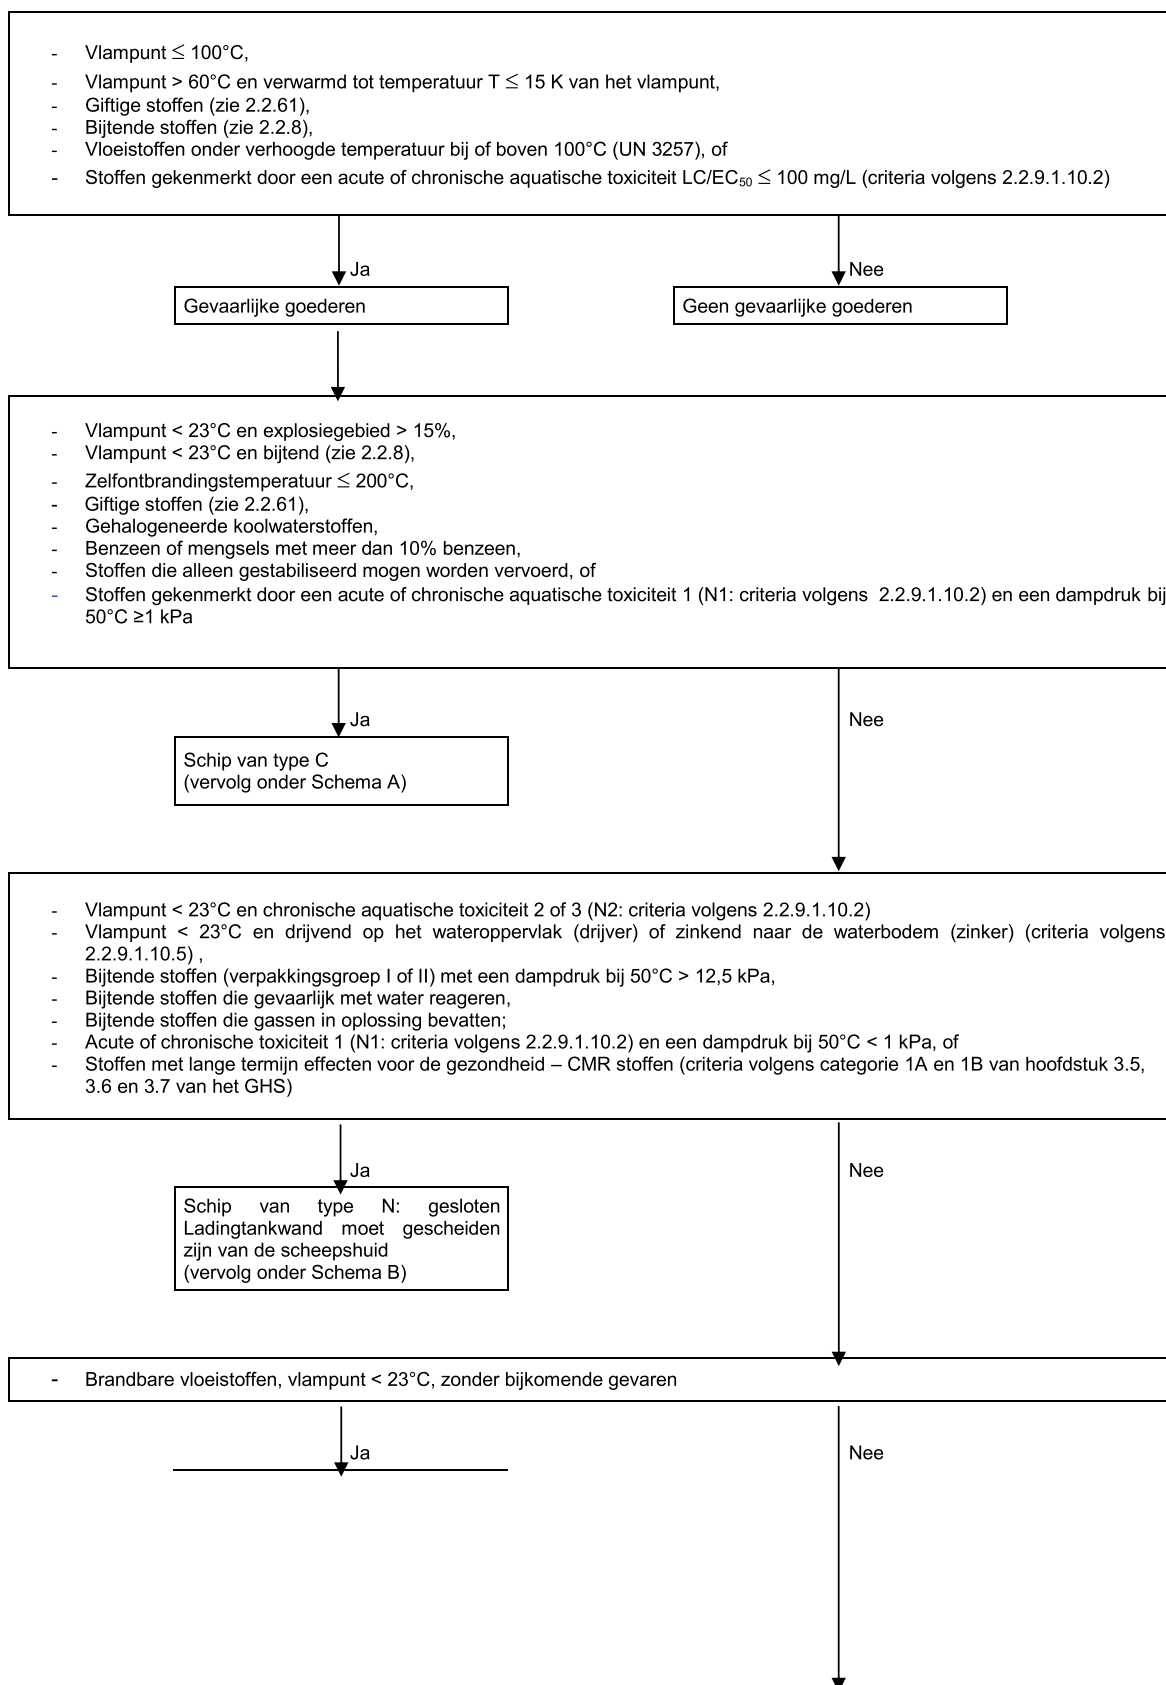 - Vlampunt ≤ 100°C,
- Vlampunt > 60°C en verwarmd tot temperatuur T ≤ 15 K van het vlampunt,
- Giftige stoffen (zie 2.2.61),
- Bijtende stoffen (zie 2.2.8),
- Vloeistoffen onder verhoogde temperatuur bij of boven 100°C (UN 3257), of
- Stoffen gekenmerkt door een acute of chronische aquatische toxiciteit LC/EC50 ≤ 100 mg/L (criteria volgens 2.2.9.1.10.2)
Ja
Nee
Gevaarlijke goederen
Geen gevaarlijke goederen
- Vlampunt < 23°C en explosiegebied > 15%,
- Vlampunt < 23°C en bijtend (zie 2.2.8),
- Zelfontbrandingstemperatuur ≤ 200°C,
- Giftige stoffen (zie 2.2.61),
- Gehalogeneerde koolwaterstoffen,
- Benzeen of mengsels met meer dan 10% benzeen,
- Stoffen die alleen gestabiliseerd mogen worden vervoerd, of
- Stoffen gekenmerkt door een acute of chronische aquatische toxiciteit 1 (N1: criteria volgens 2.2.9.1.10.2) en een dampdruk bij
50°C ≥1 kPa
Ja
Nee
Schip van type C
(vervolg onder Schema A)
- Vlampunt < 23°C en chronische aquatische toxiciteit 2 of 3 (N2: criteria volgens 2.2.9.1.10.2)
- Vlampunt < 23°C en drijvend op het wateroppervlak (drijver) of zinkend naar de waterbodem (zinker) (criteria volgens
2.2.9.1.10.5) ,
- Bijtende stoffen (verpakkingsgroep I of II) met een dampdruk bij 50°C > 12,5 kPa,
- Bijtende stoffen die gevaarlijk met water reageren,
- Bijtende stoffen die gassen in oplossing bevatten;
- Acute of chronische toxiciteit 1 (N1: criteria volgens 2.2.9.1.10.2) en een dampdruk bij 50°C < 1 kPa, of
- Stoffen met lange termijn effecten voor de gezondheid – CMR stoffen (criteria volgens categorie 1A en 1B van hoofdstuk 3.5,
3.6 en 3.7 van het GHS)
Ja
Nee
Schip van type N: gesloten
Ladingtankwand moet gescheiden
zijn van de scheepshuid
(vervolg onder Schema B)
- Brandbare vloeistoffen, vlampunt < 23°C, zonder bijkomende gevaren
Ja
Nee